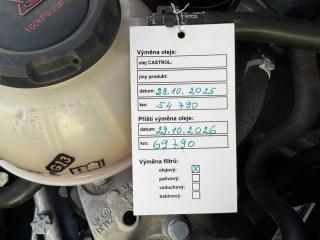 Výměna oleje:
olej CASTROL:
jiný produkt:
datum: 29.10.2025
km: 54 790
Příští výměna oleje:
datum: 29.10.2026
km: 69 790
Výměna filtrů:
olejový: X
palivový:
vzduchový:
kabinový:
G13